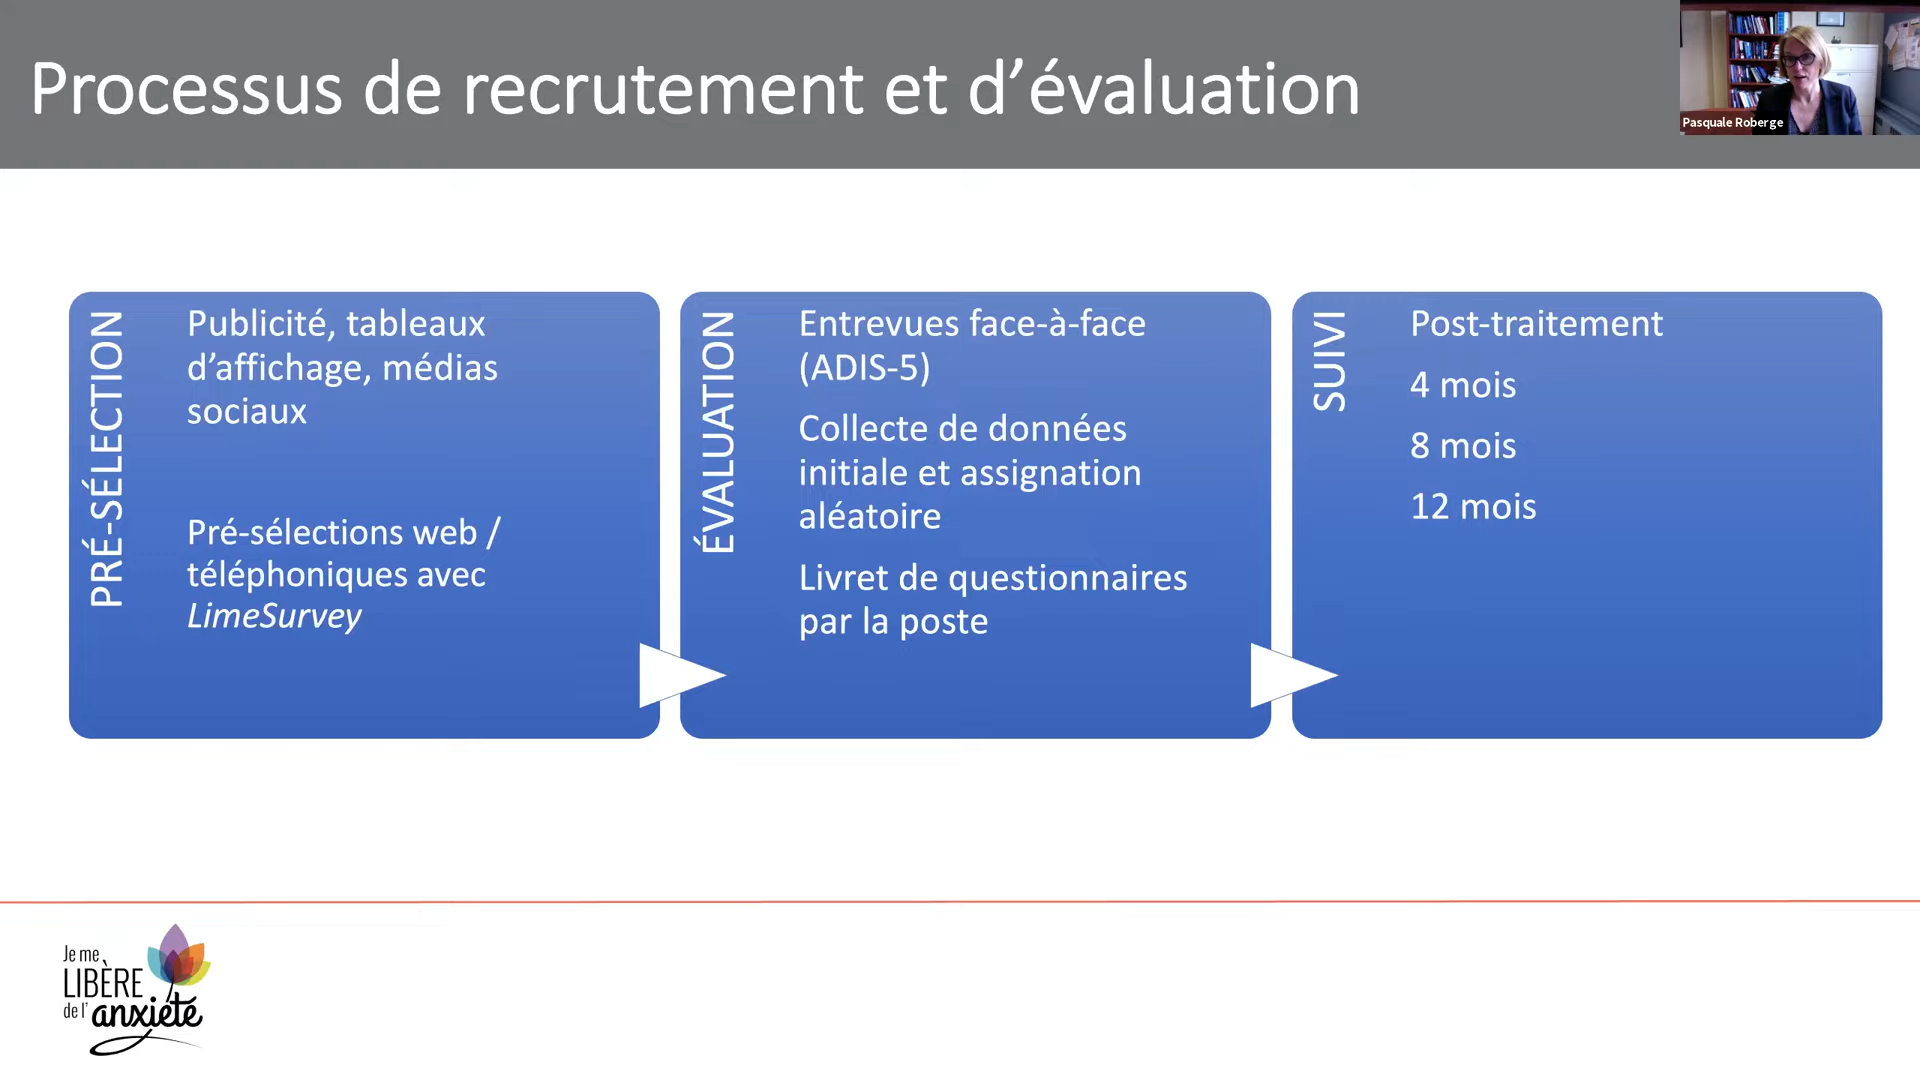 Processus de recrutement et d’évaluation
Pasquale Roberge
PRÉ-SÉLECTION
Publicité, tableaux
d’affichage, médias
sociaux
Pré-sélections web /
téléphoniques avec
LimeSurvey
ÉVALUATION
Entrevues face-à-face
(ADIS-5)
Collecte de données
initiale et assignation
aléatoire
Livret de questionnaires
par la poste
SUIVI
Post-traitement
4 mois
8 mois
12 mois
Je me
LIBÈRE
de l’anxiété